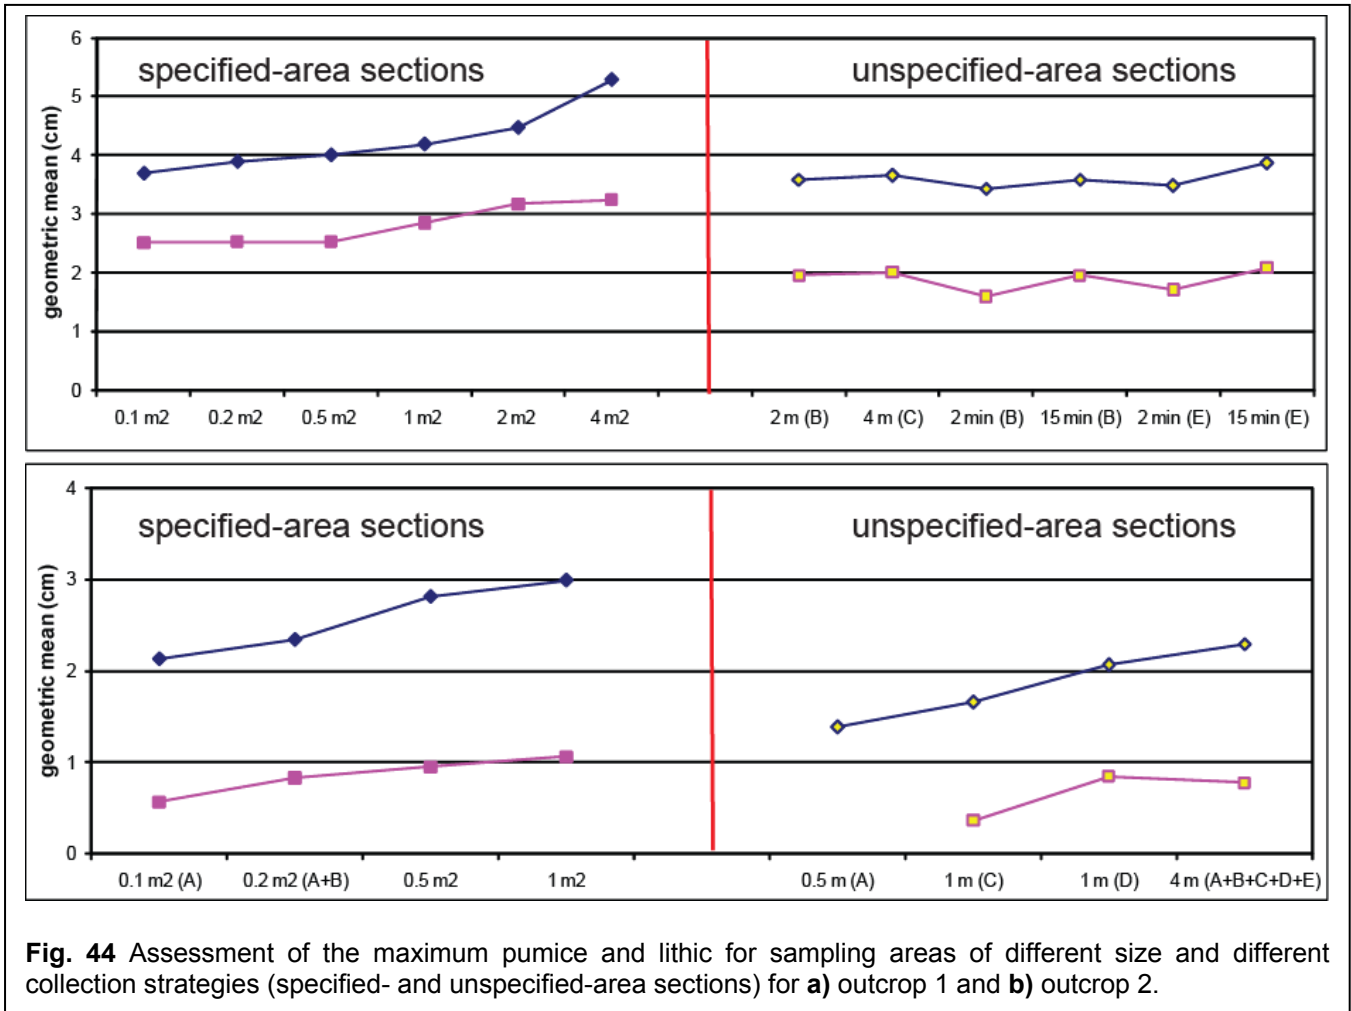 specified-area sections
unspecified-area sections
geometric mean (cm)
6
5
4
3
2
1
0
0.1 m2 0.2 m2 0.5 m2 1 m2 2 m2 4 m2 2 m (B) 4 m (C) 2 min (B) 15 min (B) 2 min (E) 15 min (E)
specified-area sections
unspecified-area sections
geometric mean (cm)
4
3
2
1
0
0.1 m2 (A) 0.2 m2 (A+B) 0.5 m2 1 m2 0.5 m (A) 1 m (C) 1 m (D) 4 m (A+B+C+D+E)
Fig. 44 Assessment of the maximum pumice and lithic for sampling areas of different size and different
collection strategies (specified- and unspecified-area sections) for a) outcrop 1 and b) outcrop 2.